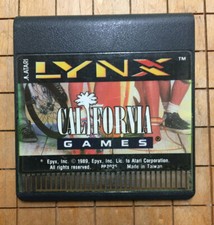 ATARI
LYNX™
CALIFORNIA
GAMES
™ Epyx, Inc. © 1989, Epyx, Inc. Lic. to Atari Corporation.
All rights reserved. Made in Taiwan